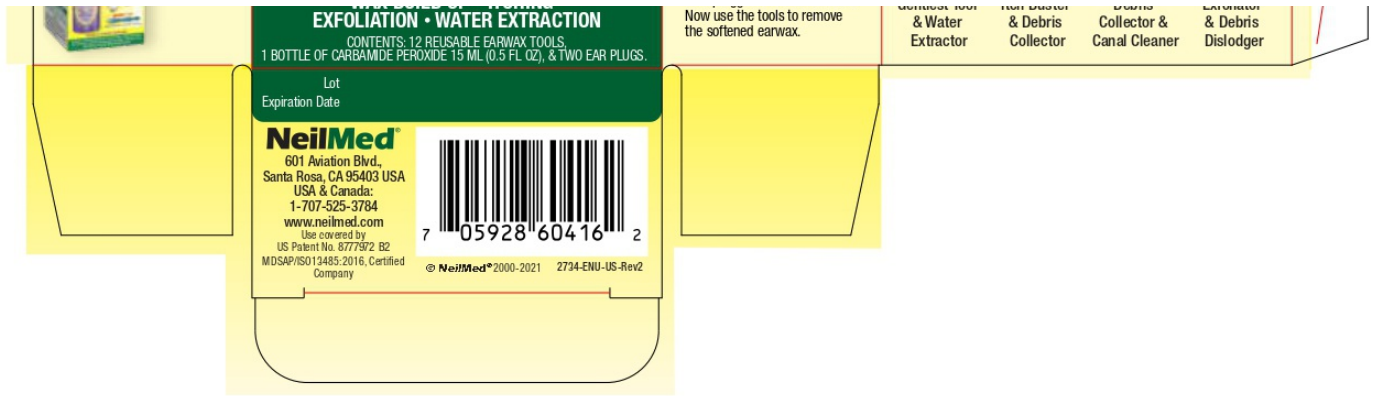 EXFOLIATION • WATER EXTRACTION
CONTENTS: 12 REUSABLE EARWAX TOOLS,
1 BOTTLE OF CARBAMIDE PEROXIDE 15 ML (0.5 FL OZ), & TWO EAR PLUGS.
Lot
Expiration Date
NeilMed®
601 Aviation Blvd.,
Santa Rosa, CA 95403 USA
USA & Canada:
1-707-525-3784
www.neilmed.com
Use covered by
US Patent No. 8777972 B2
MDSAP/ISO13485:2016, Certified
Company
7 05928 60416 2
© NeilMed® 2000-2021 2734-ENU-US-Rev2
Now use the tools to remove
the softened earwax.
& Water
Extractor
& Debris
Collector
Collector &
Canal Cleaner
& Debris
Dislodger